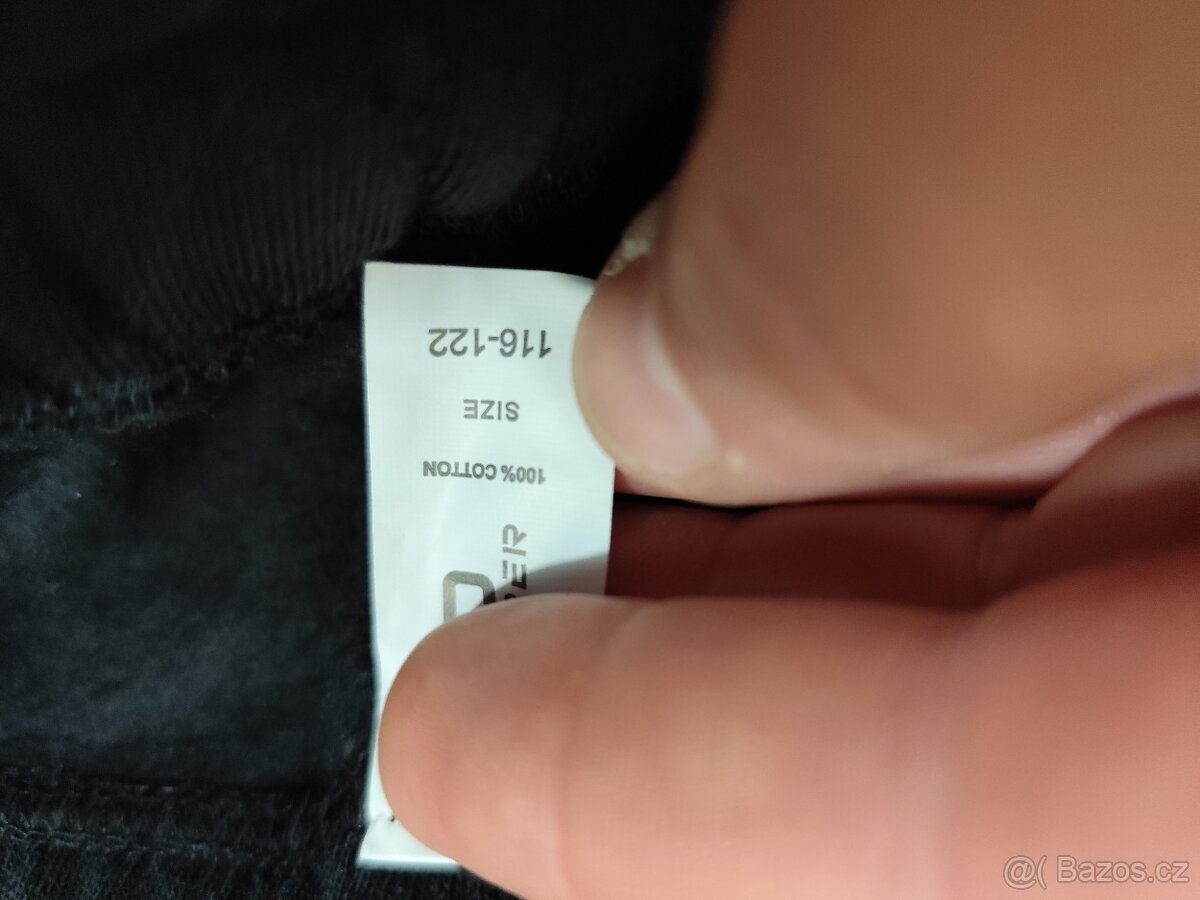 116-122
SIZE
100% COTTON
@( Bazos.cz